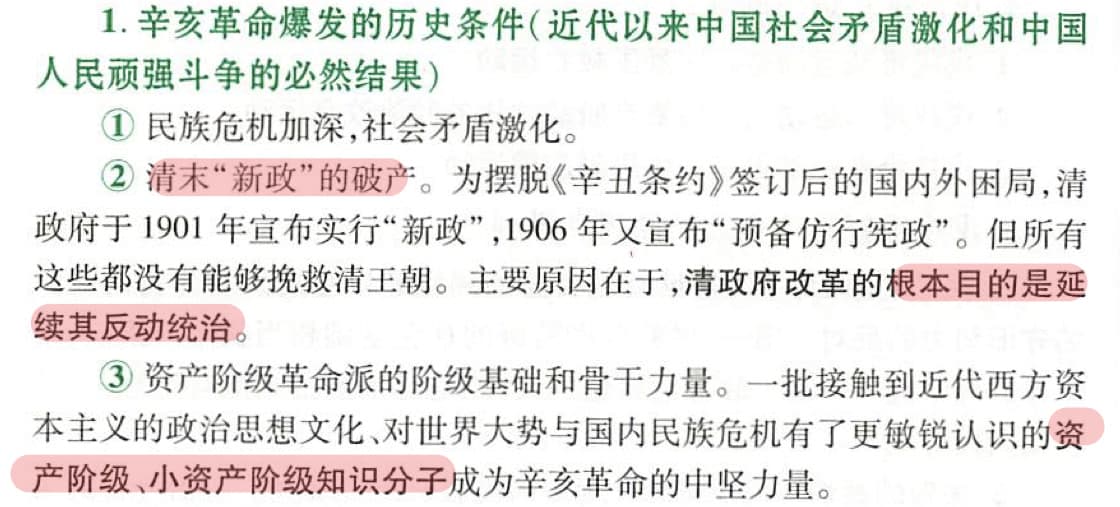 1. 辛亥革命爆发的历史条件(近代以来中国社会矛盾激化和中国
人民顽强斗争的必然结果)
① 民族危机加深,社会矛盾激化。
② 清末“新政”的破产。为摆脱《辛丑条约》签订后的国内外困局,清
政府于 1901 年宣布实行“新政”,1906 年又宣布“预备仿行宪政”。但所有
这些都没有能够挽救清王朝。主要原因在于,清政府改革的根本目的是延
续其反动统治。
③ 资产阶级革命派的阶级基础和骨干力量。一批接触到近代西方资
本主义的政治思想文化、对世界大势与国内民族危机有了更敏锐认识的资
产阶级、小资产阶级知识分子成为辛亥革命的中坚力量。